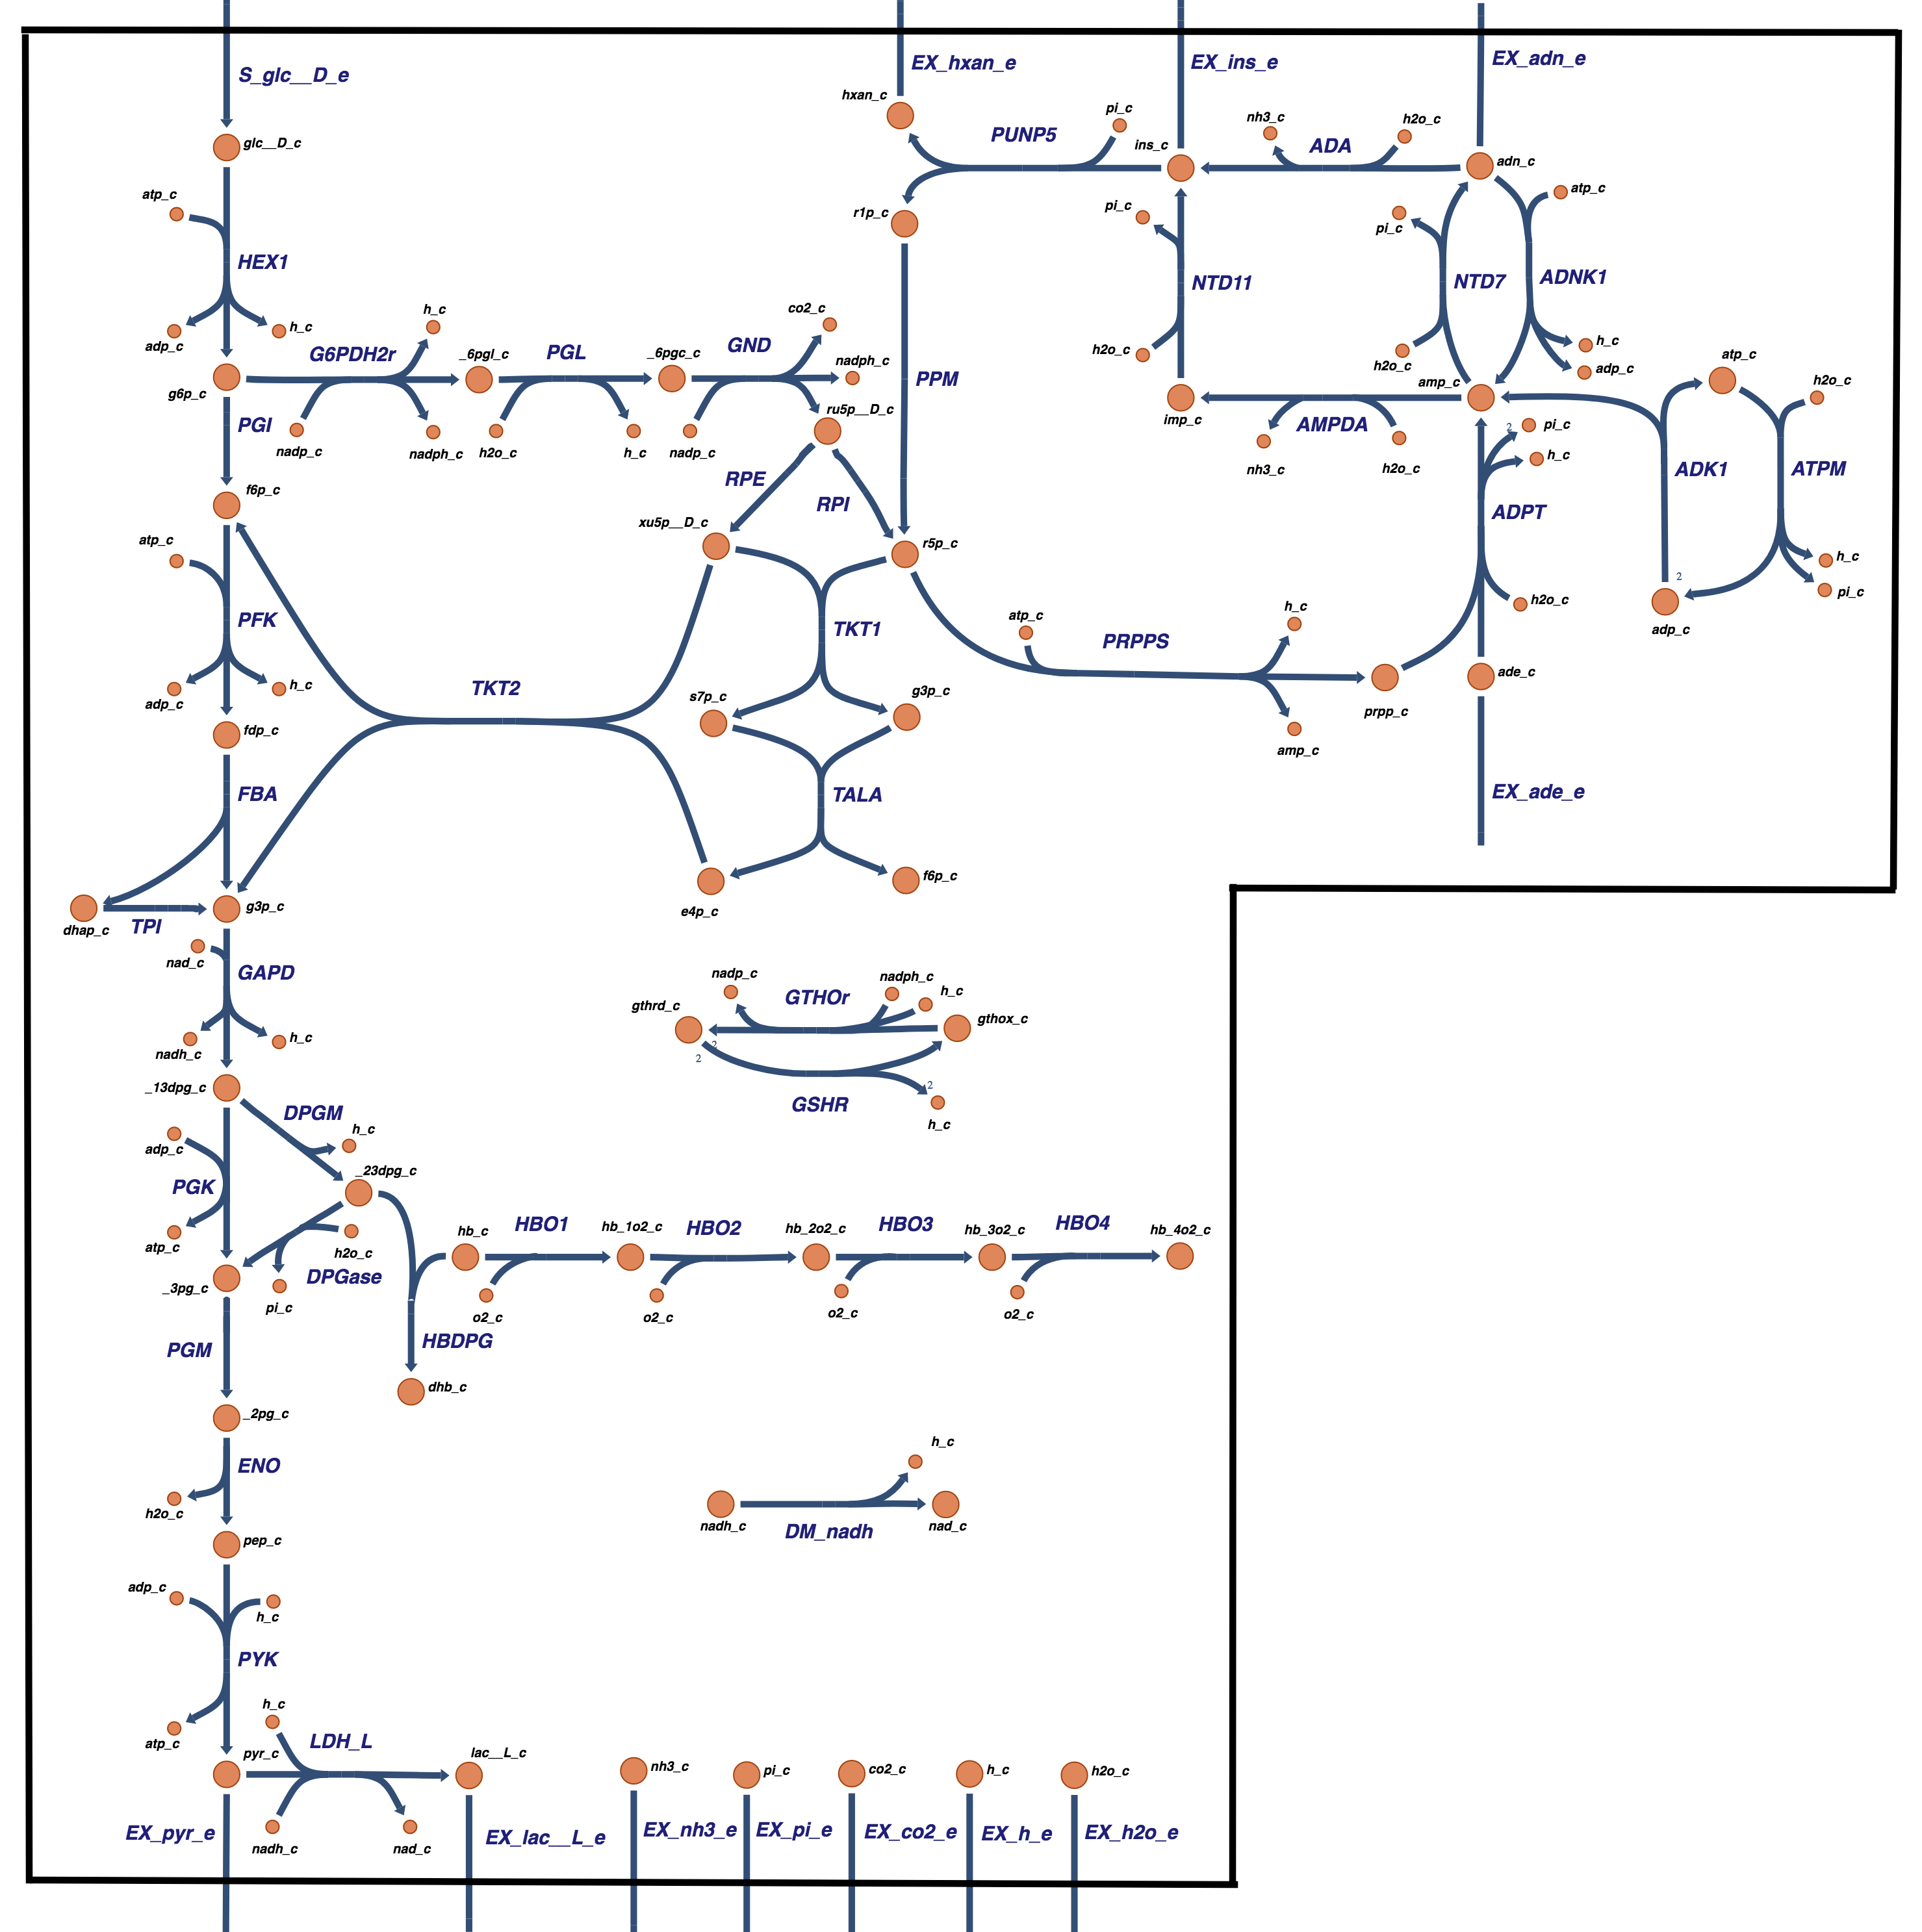 S_glc__D_e
EX_hxan_e
EX_ins_e
EX_adn_e
glc__D_c
hxan_c
pi_c
PUNP5
ins_c
nh3_c
ADA
h2o_c
adn_c
atp_c
HEX1
adp_c
h_c
r1p_c
pi_c
NTD11
h2o_c
pi_c
NTD7
h2o_c
atp_c
ADNK1
h_c
adp_c
g6p_c
G6PDH2r
nadp_c
h_c
nadph_c
_6pgl_c
PGL
h2o_c
h_c
_6pgc_c
GND
nadp_c
co2_c
nadph_c
ru5p__D_c
PPM
imp_c
AMPDA
nh3_c
h2o_c
amp_c
atp_c
h2o_c
PGI
f6p_c
RPE
RPI
xu5p__D_c
r5p_c
2
pi_c
h_c
ADPT
h2o_c
ADK1
ATPM
2
adp_c
h_c
pi_c
atp_c
PFK
adp_c
h_c
fdp_c
TKT2
TKT1
s7p_c
g3p_c
atp_c
PRPPS
h_c
amp_c
prpp_c
ade_c
EX_ade_e
FBA
TALA
e4p_c
f6p_c
dhap_c
TPI
g3p_c
nad_c
GAPD
nadh_c
h_c
gthrd_c
nadp_c
GTHOr
nadph_c
h_c
gthox_c
2
2
GSHR
2
h_c
_13dpg_c
DPGM
h_c
_23dpg_c
adp_c
PGK
atp_c
h2o_c
DPGase
pi_c
_3pg_c
hb_c
HBO1
o2_c
hb_1o2_c
HBO2
o2_c
hb_2o2_c
HBO3
o2_c
hb_3o2_c
HBO4
o2_c
hb_4o2_c
HBDPG
dhb_c
PGM
_2pg_c
ENO
h2o_c
pep_c
nadh_c
DM_nadh
h_c
nad_c
adp_c
h_c
PYK
atp_c
h_c
pyr_c
LDH_L
nadh_c
nad_c
lac__L_c
nh3_c
pi_c
co2_c
h_c
h2o_c
EX_pyr_e
EX_lac__L_e
EX_nh3_e
EX_pi_e
EX_co2_e
EX_h_e
EX_h2o_e